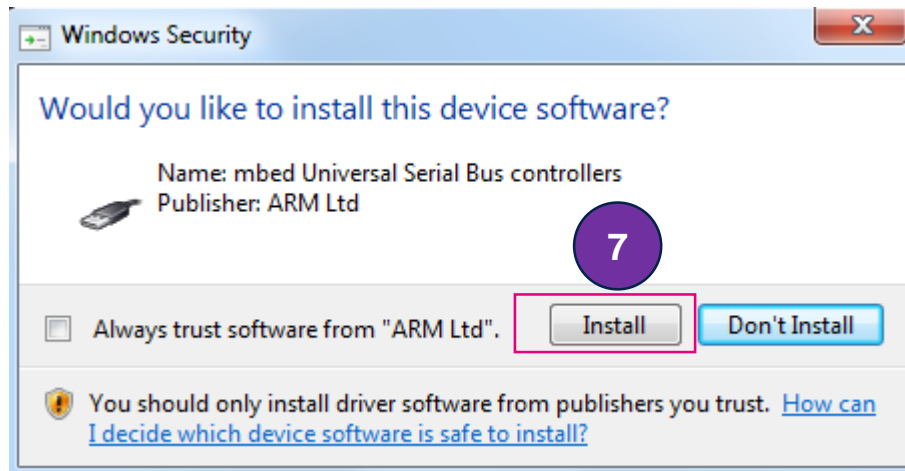 Windows Security
Would you like to install this device software?
Name: mbed Universal Serial Bus controllers
Publisher: ARM Ltd
7
Always trust software from "ARM Ltd".
Install
Don't Install
You should only install driver software from publishers you trust. How can
I decide which device software is safe to install?